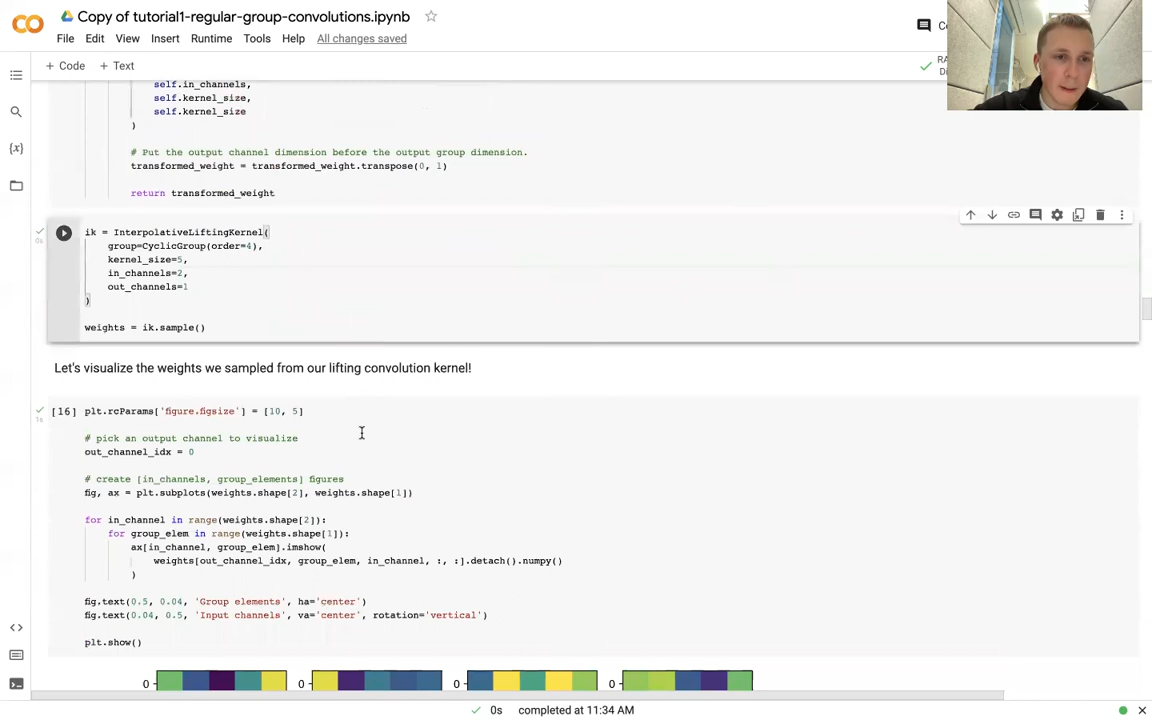 Copy of tutorial1-regular-group-convolutions.ipynb
File Edit View Insert Runtime Tools Help All changes saved
+ Code + Text
self.in_channels,
self.kernel_size,
self.kernel_size
)
# Put the output channel dimension before the output group dimension.
transformed_weight = transformed_weight.transpose(0, 1)
return transformed_weight
0s
ik = InterpolativeLiftingKernel(
group=CyclicGroup(order=4),
kernel_size=5,
in_channels=2,
out_channels=1
)
weights = ik.sample()
Let's visualize the weights we sampled from our lifting convolution kernel!
1s
[16] plt.rcParams['figure.figsize'] = [10, 5]
# pick an output channel to visualize
out_channel_idx = 0
# create [in_channels, group_elements] figures
fig, ax = plt.subplots(weights.shape[2], weights.shape[1])
for in_channel in range(weights.shape[2]):
for group_elem in range(weights.shape[1]):
ax[in_channel, group_elem].imshow(
weights[out_channel_idx, group_elem, in_channel, :, :].detach().numpy()
)
fig.text(0.5, 0.04, 'Group elements', ha='center')
fig.text(0.04, 0.5, 'Input channels', va='center', rotation='vertical')
plt.show()
0 0 0 0
0s completed at 11:34 AM